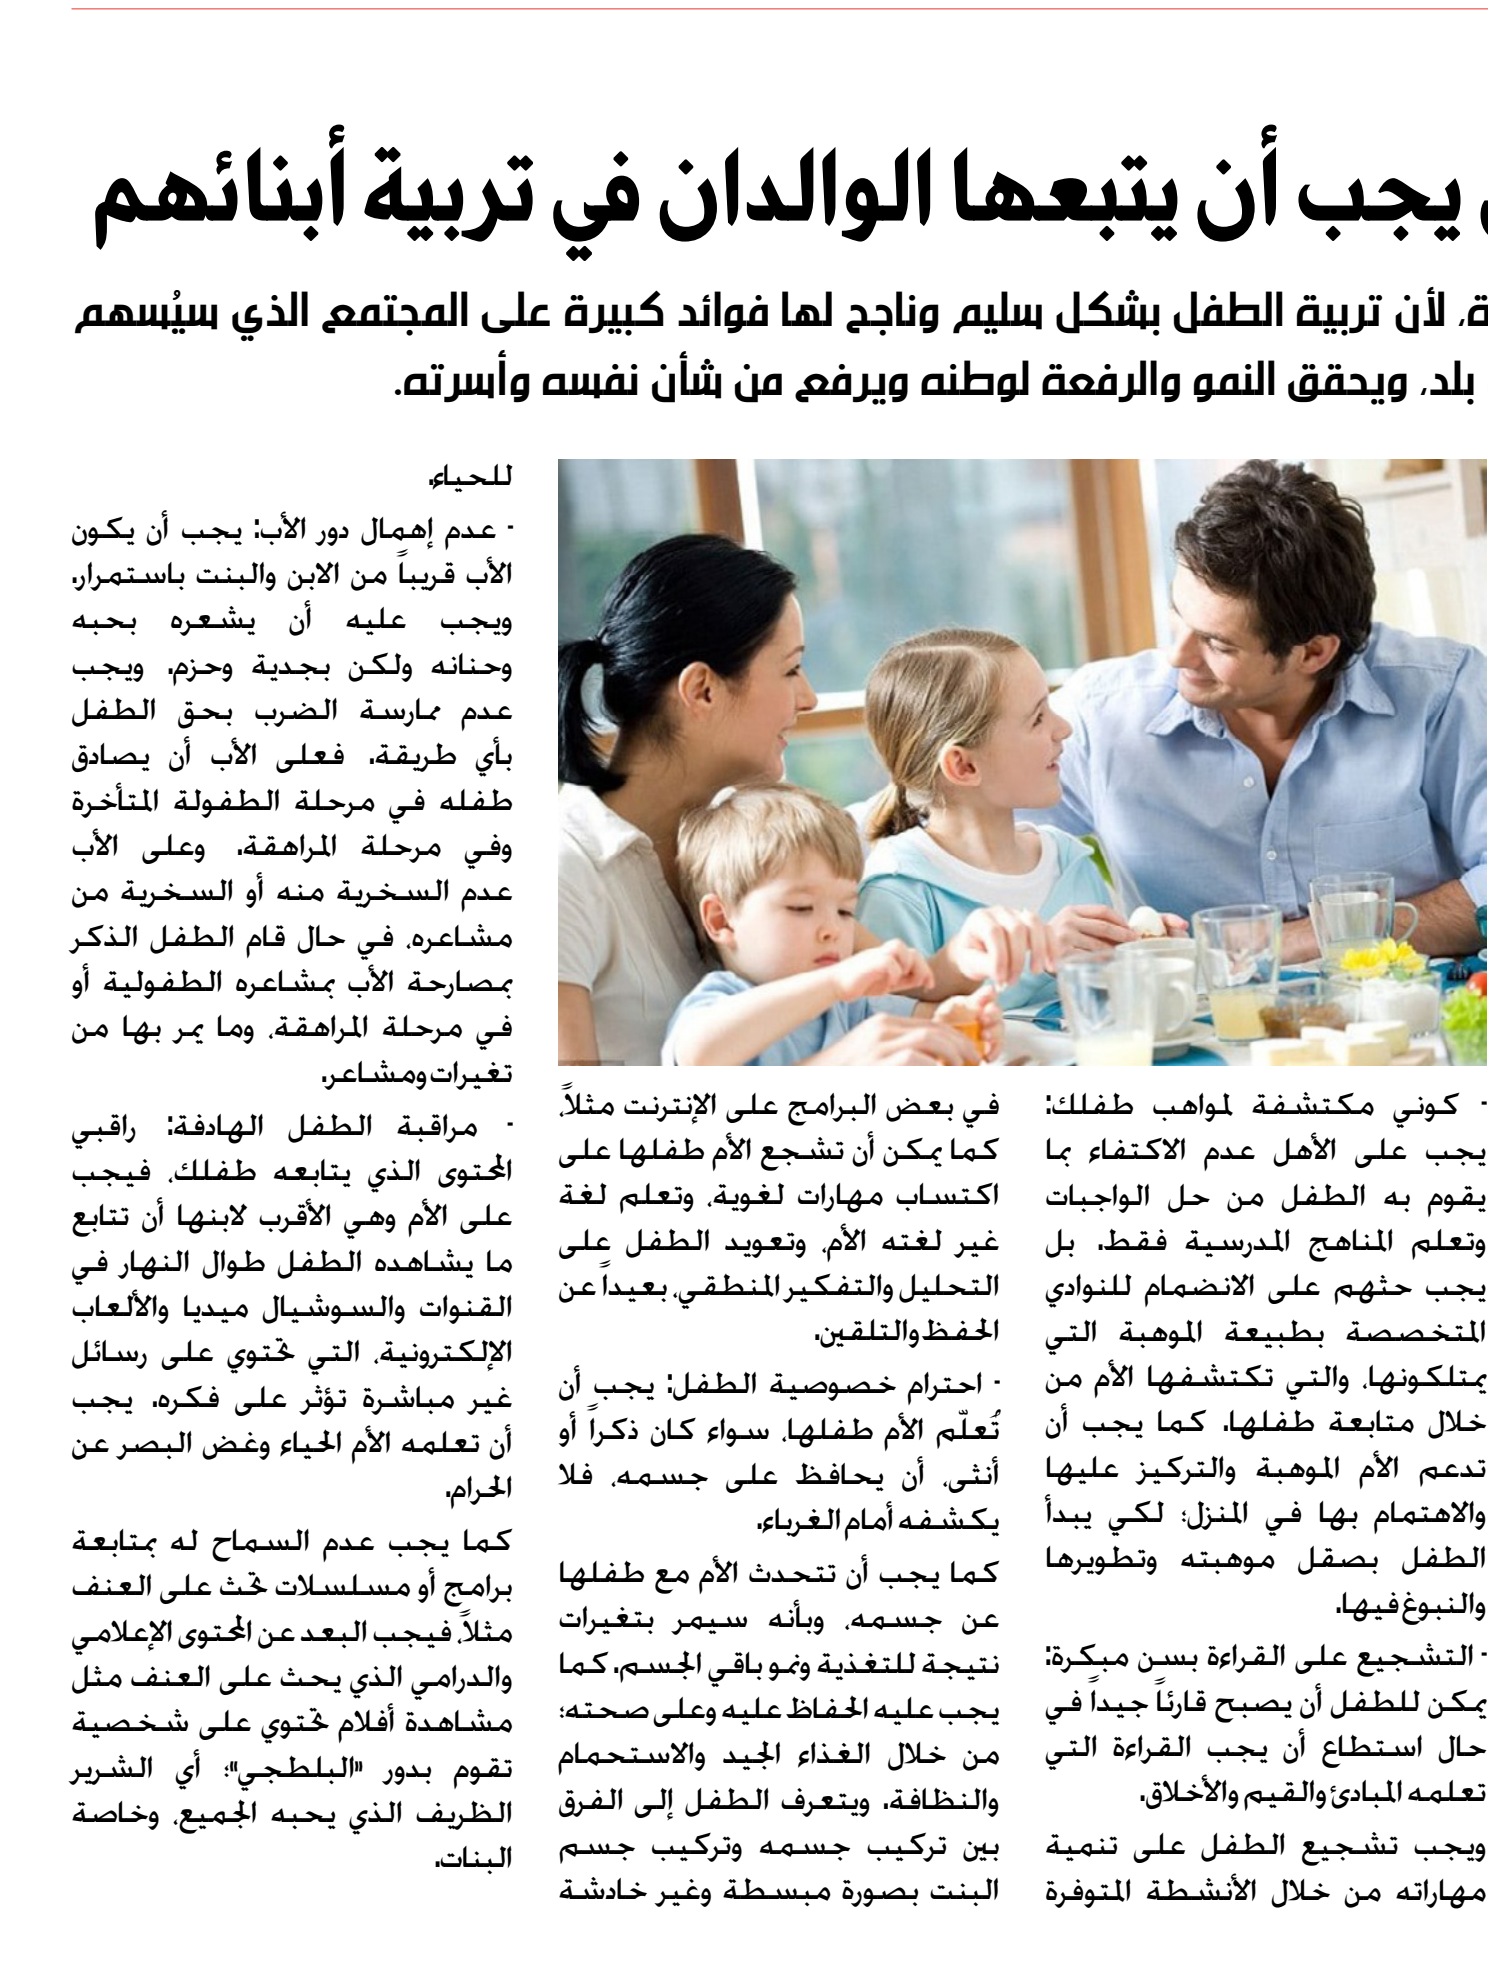 يجب أن يتبعها الوالدان في تربية أبنائهم
لأن تربية الطفل بشكل سليم وناجح لها فوائد كبيرة على المجتمع الذي سيُسهم
بلد، ويحقق النمو والرفعة لوطنه ويرفع من شأن نفسه وأسرته.
- كوني مكتشفة لمواهب طفلك:
يجب على الأهل عدم الاكتفاء بما
يقوم به الطفل من حل الواجبات
وتعلم المناهج المدرسية فقط. بل
يجب حثهم على الانضمام للنوادي
المتخصصة بطبيعة الموهبة التي
يمتلكونها، والتي تكتشفها الأم من
خلال متابعة طفلها. كما يجب أن
تدعم الأم الموهبة والتركيز عليها
والاهتمام بها في المنزل؛ لكي يبدأ
الطفل بصقل موهبته وتطويرها
والنبوغ فيها.
- التشجيع على القراءة بسن مبكرة:
يمكن للطفل أن يصبح قارئاً جيداً في
حال استطاع أن يجب القراءة التي
تعلمه المبادئ والقيم والأخلاق.
ويجب تشجيع الطفل على تنمية
مهاراته من خلال الأنشطة المتوفرة
في بعض البرامج على الإنترنت مثلاً،
كما يمكن أن تشجع الأم طفلها على
اكتساب مهارات لغوية، وتعلم لغة
غير لغته الأم، وتعويد الطفل على
التحليل والتفكير المنطقي، بعيداً عن
الحفظ والتلقين.
- احترام خصوصية الطفل: يجب أن
تُعلّم الأم طفلها، سواء كان ذكراً أو
أنثى، أن يحافظ على جسمه، فلا
يكشفه أمام الغرباء.
كما يجب أن تتحدث الأم مع طفلها
عن جسمه، وبأنه سيمر بتغيرات
نتيجة للتغذية ونمو باقي الجسم. كما
يجب عليه الحفاظ عليه وعلى صحته؛
من خلال الغذاء الجيد والاستحمام
والنظافة. ويتعرف الطفل إلى الفرق
بين تركيب جسمه وتركيب جسم
البنت بصورة مبسطة وغير خادشة
للحياء.
- عدم إهمال دور الأب: يجب أن يكون
الأب قريباً من الابن والبنت باستمرار.
ويجب عليه أن يشعره بحبه
وحنانه ولكن بجدية وحزم. ويجب
عدم ممارسة الضرب بحق الطفل
بأي طريقة. فعلى الأب أن يصادق
طفله في مرحلة الطفولة المتأخرة
وفي مرحلة المراهقة. وعلى الأب
عدم السخرية منه أو السخرية من
مشاعره، في حال قام الطفل الذكر
بمصارحة الأب بمشاعره الطفولية أو
في مرحلة المراهقة، وما يمر بها من
تغيرات ومشاعر.
- مراقبة الطفل الهادفة: راقبي
المحتوى الذي يتابعه طفلك، فيجب
على الأم وهي الأقرب لابنها أن تتابع
ما يشاهده الطفل طوال النهار في
القنوات والسوشيال ميديا والألعاب
الإلكترونية، التي تحتوي على رسائل
غير مباشرة تؤثر على فكره. يجب
أن تعلمه الأم الحياء وغض البصر عن
الحرام.
كما يجب عدم السماح له بمتابعة
برامج أو مسلسلات تحث على العنف
مثلاً، فيجب البعد عن المحتوى الإعلامي
والدرامي الذي يحث على العنف مثل
مشاهدة أفلام تحتوي على شخصية
تقوم بدور «البلطجي»؛ أي الشرير
الظريف الذي يحبه الجميع، وخاصة
البنات.